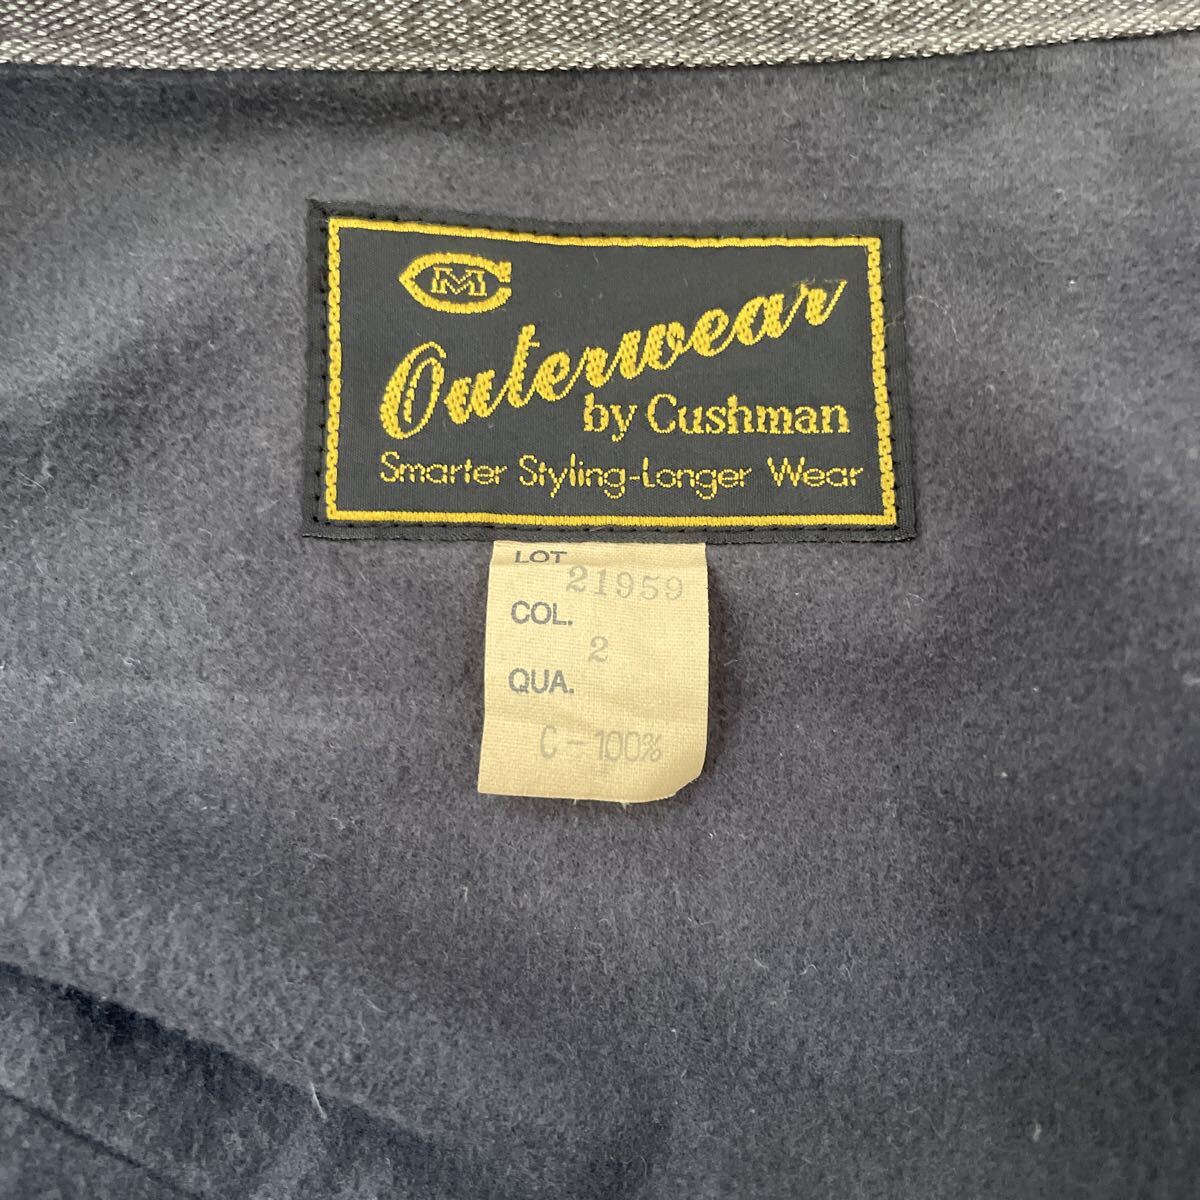 CM
Outerwear
by Cushman
Smarter Styling-Longer Wear
LOT
21959
COL.
2
QUA.
C-100%